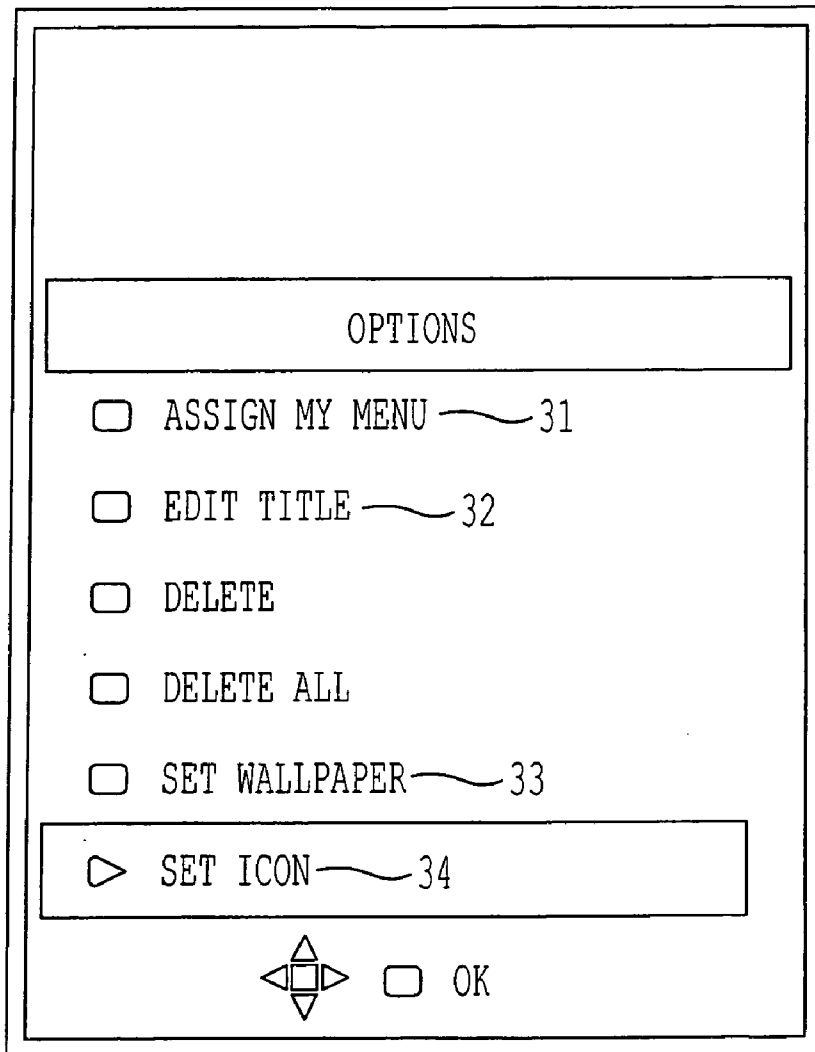 OPTIONS
ASSIGN MY MENU 31
EDIT TITLE 32
DELETE
DELETE ALL
SET WALLPAPER 33
SET ICON 34
OK